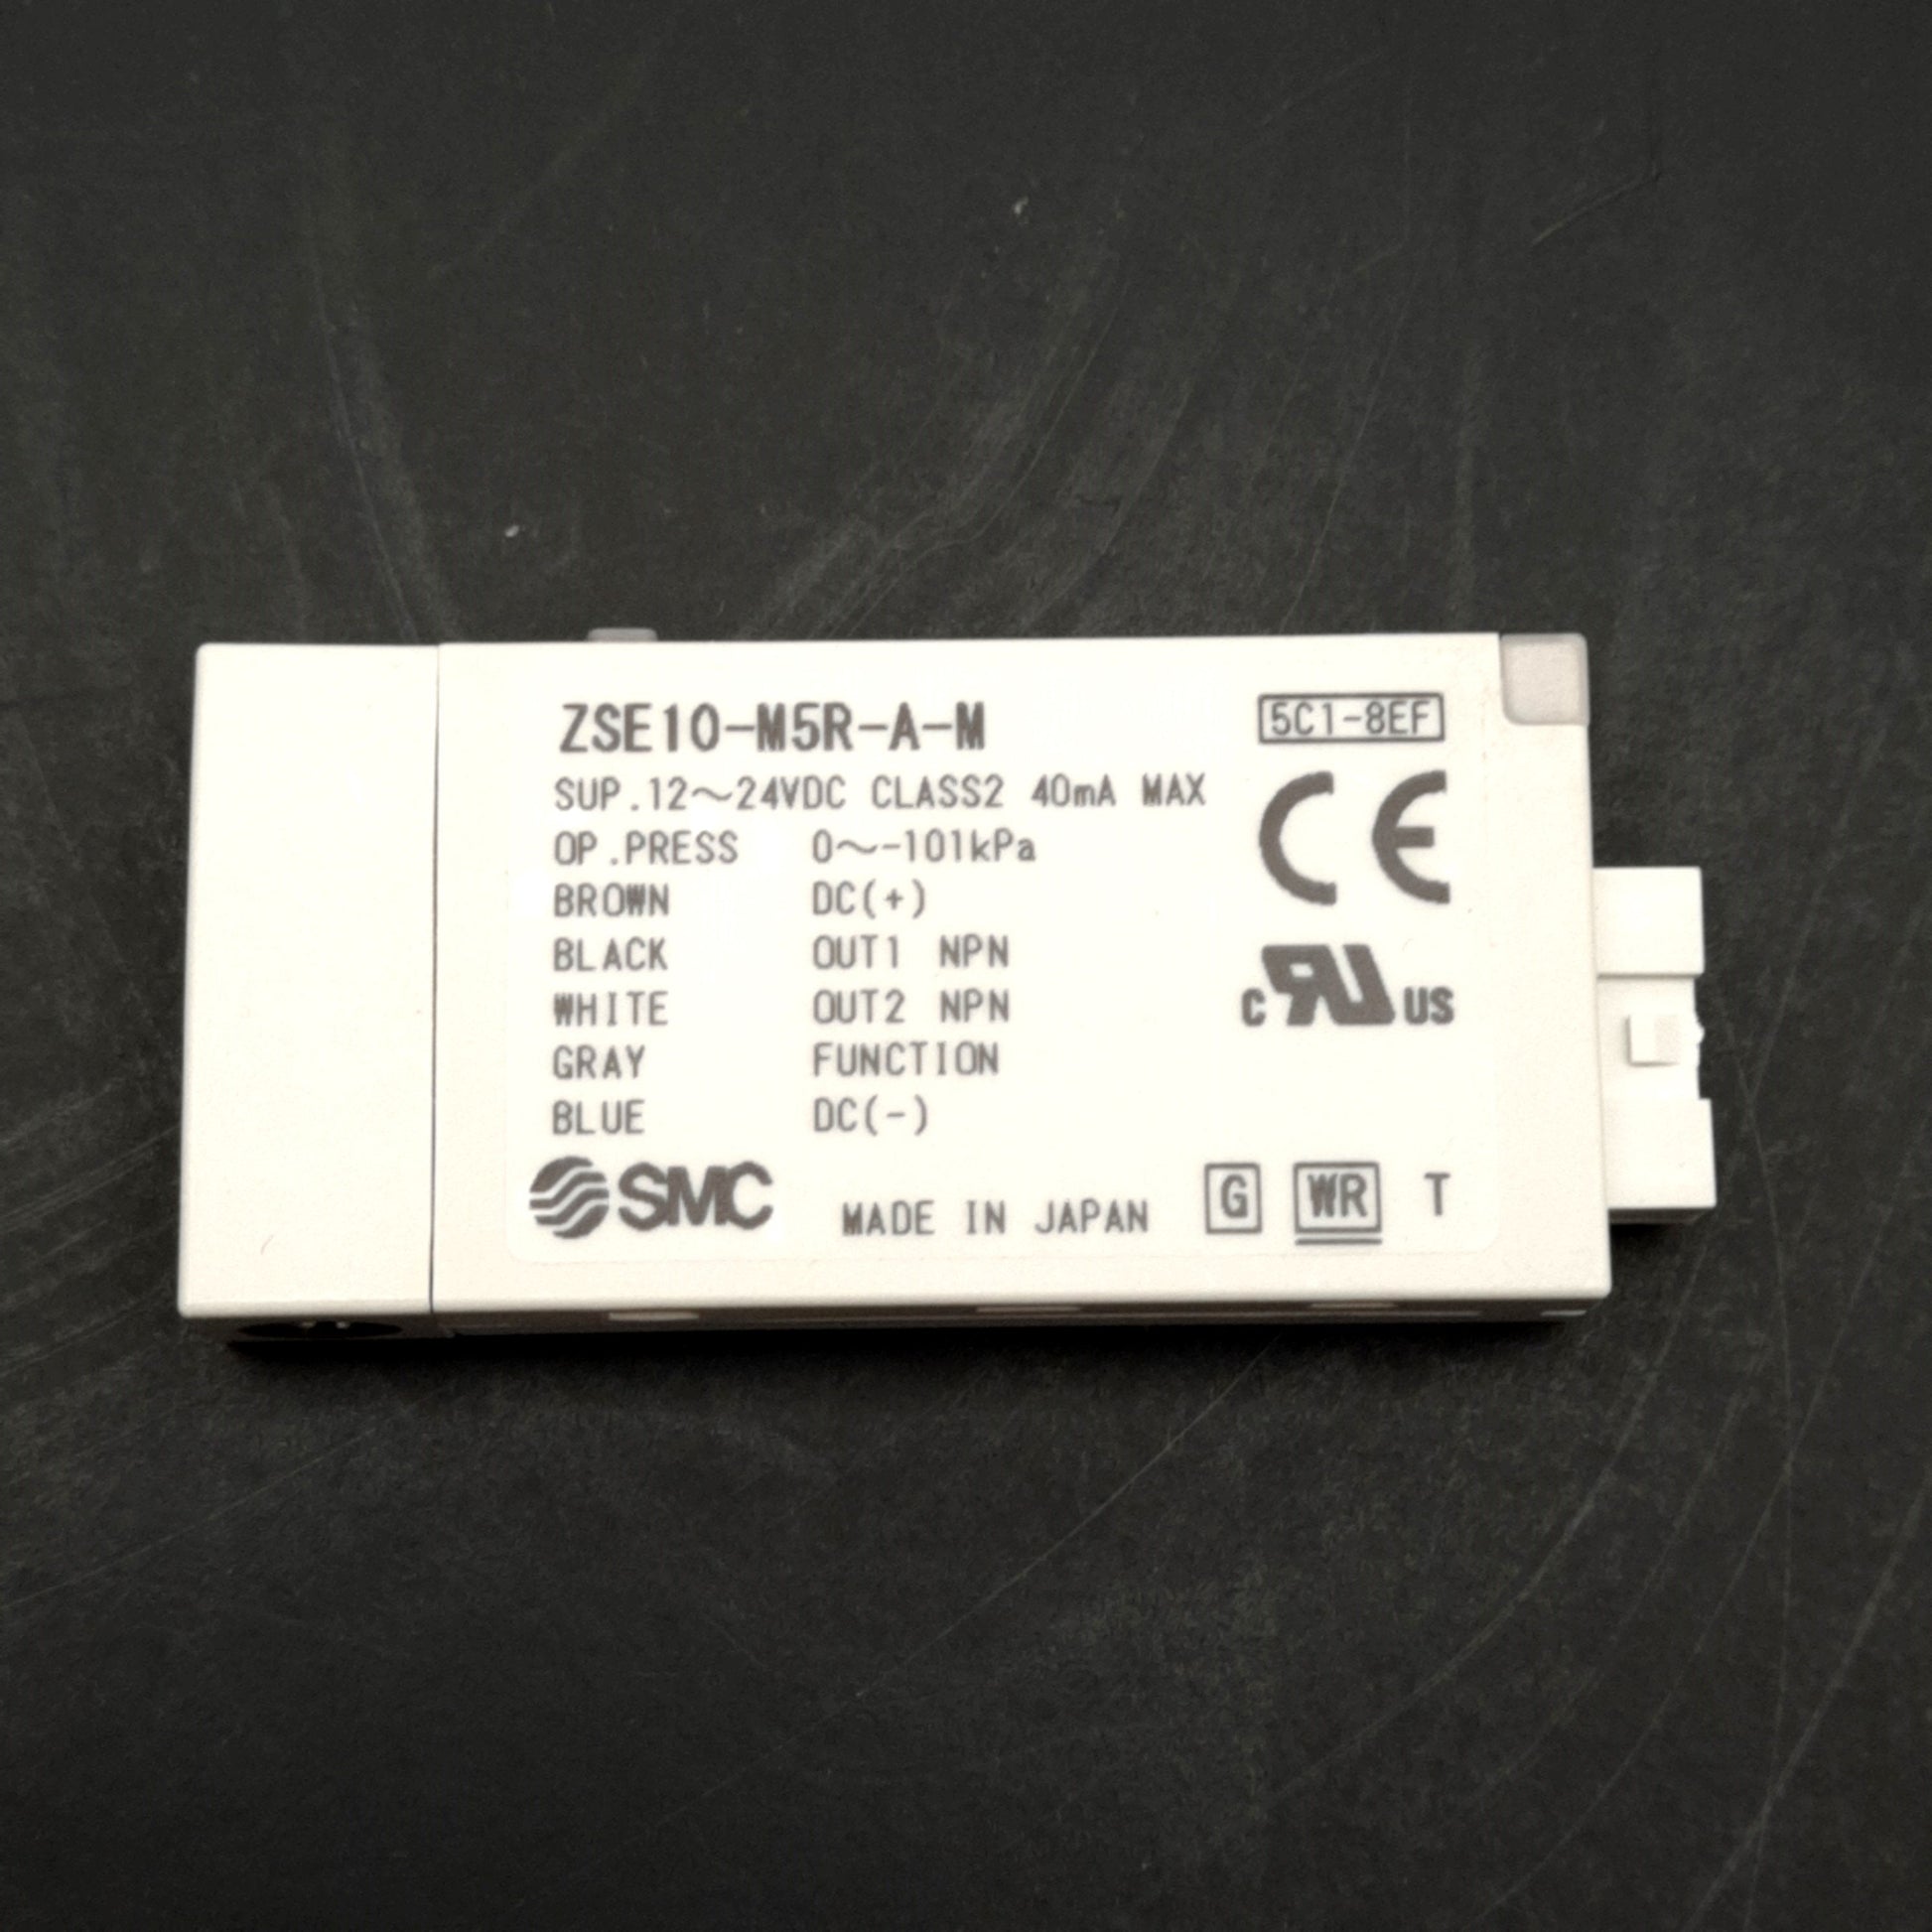 ZSE10-M5R-A-M
5C1-8EF
SUP.12～24VDC CLASS2 40mA MAX
OP.PRESS 0～-101kPa
CE
BROWN DC(+)
BLACK OUT1 NPN
WHITE OUT2 NPN
c RU US
GRAY FUNCTION
BLUE DC(-)
SMC MADE IN JAPAN G WR T